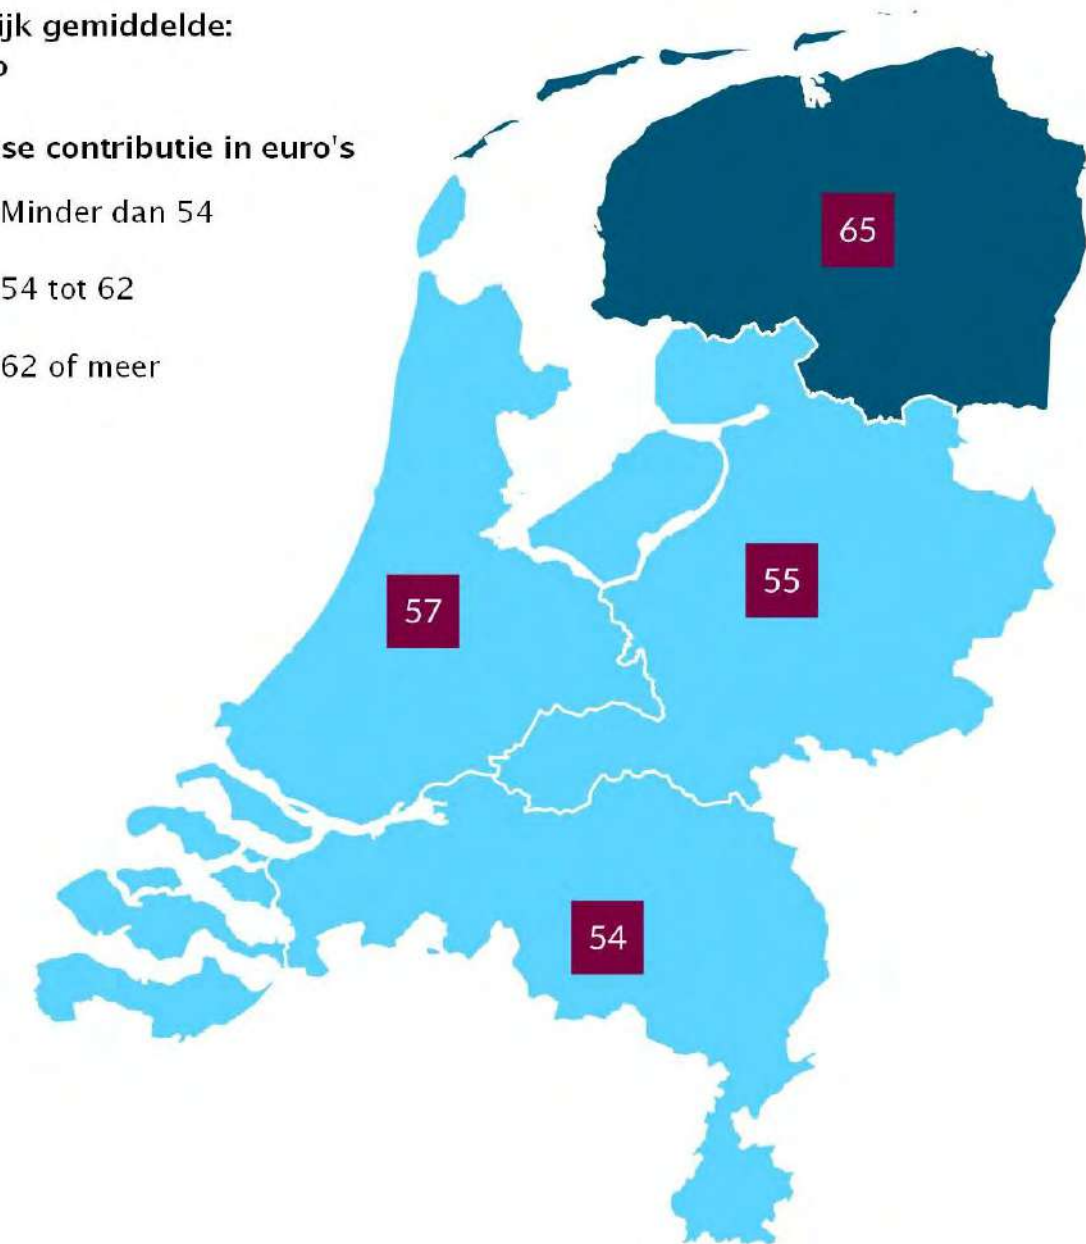 ijk gemiddelde:
se contributie in euro's
Minder dan 54
54 tot 62
62 of meer
65
55
57
54